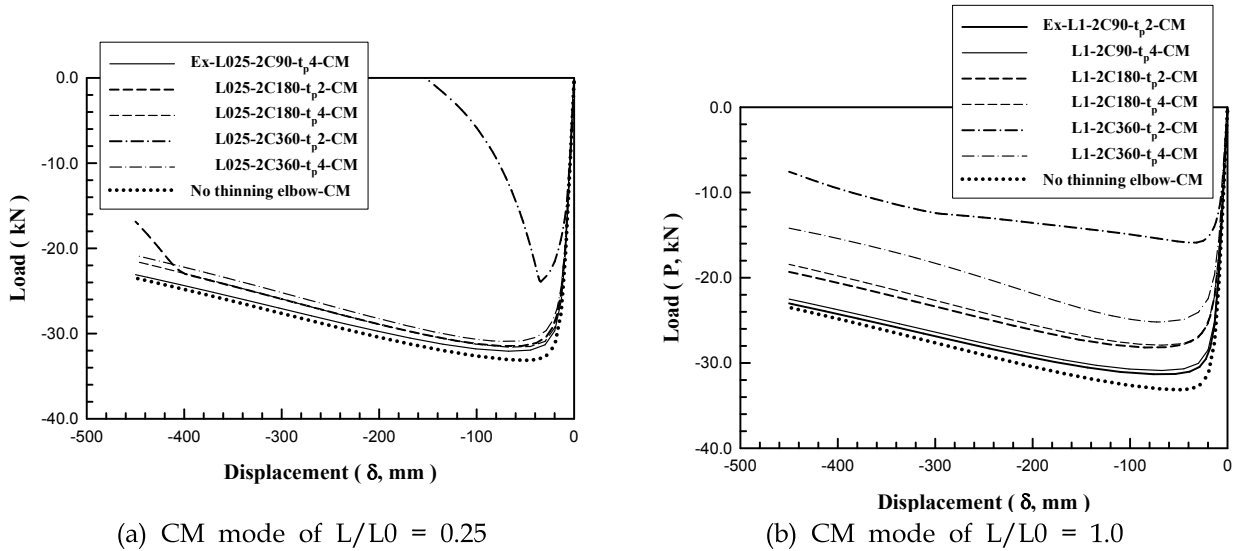 Ex-L025-2C90-tp4-CM
L025-2C180-tp2-CM
L025-2C180-tp4-CM
L025-2C360-tp2-CM
L025-2C360-tp4-CM
No thinning elbow-CM
0.0
-10.0
-20.0
-30.0
-40.0
Load ( kN )
-500
-400
-300
-200
-100
0
Displacement ( δ, mm )
(a) CM mode of L/L0 = 0.25
Ex-L1-2C90-tp2-CM
L1-2C90-tp4-CM
L1-2C180-tp2-CM
L1-2C180-tp4-CM
L1-2C360-tp2-CM
L1-2C360-tp4-CM
No thinning elbow-CM
0.0
-10.0
-20.0
-30.0
-40.0
Load ( P, kN )
-500
-400
-300
-200
-100
0
Displacement ( δ, mm )
(b) CM mode of L/L0 = 1.0